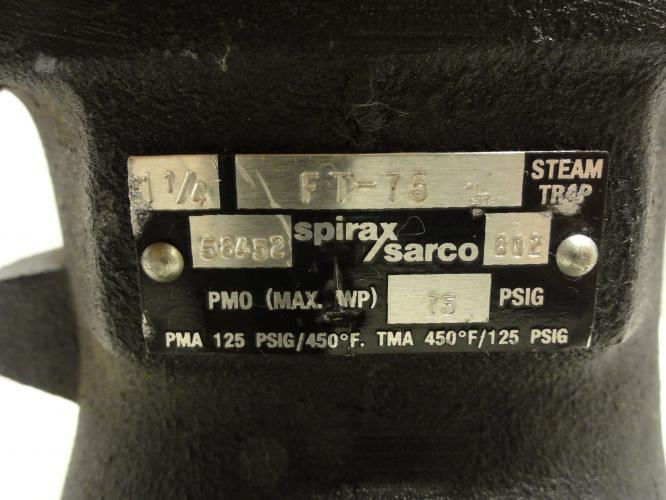 1 1/4 FT-75 STEAM TRAP
58452 spirax/sarco 802
PMO (MAX. WP) 75 PSIG
PMA 125 PSIG/450°F. TMA 450°F/125 PSIG